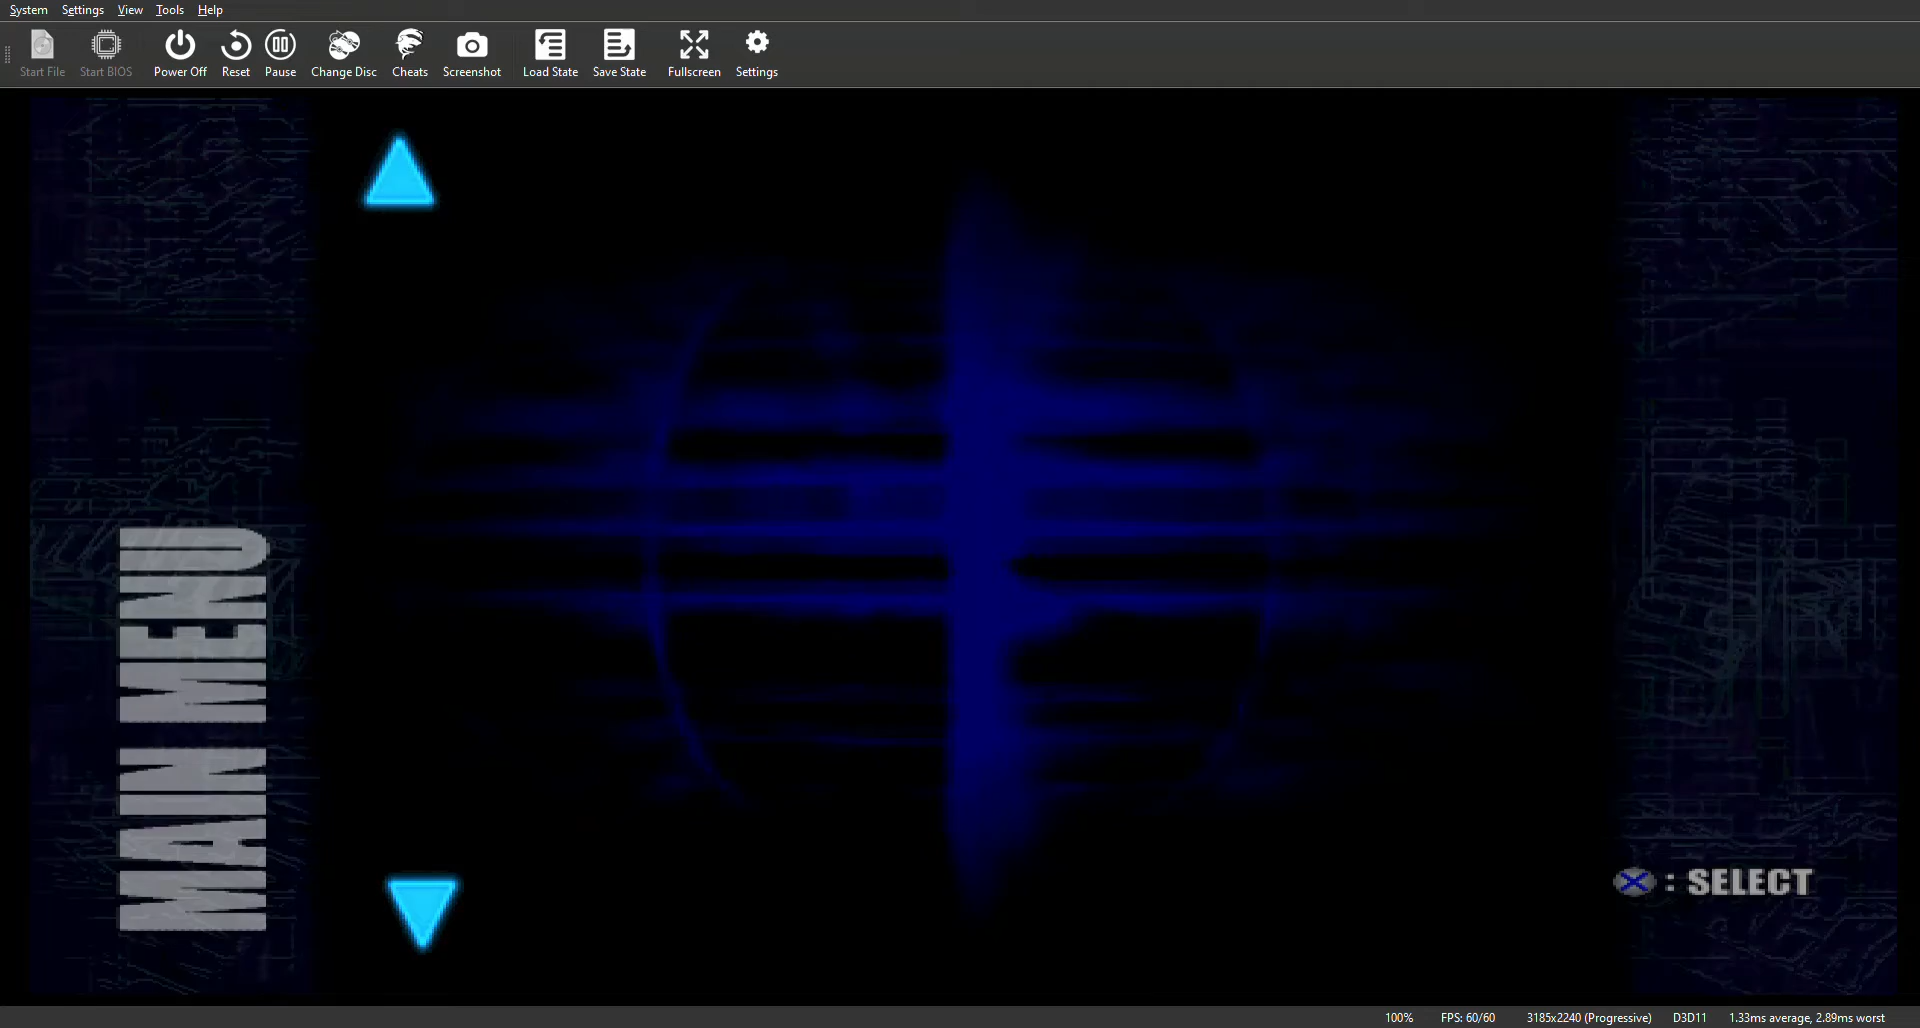 System Settings View Tools Help
Start File Start BIOS Power Off Reset Pause Change Disc Cheats Screenshot Load State Save State Fullscreen Settings
MAIN MENU
: SELECT
100% FPS: 60/60 3185x2240 (Progressive) D3D11 1.33ms average, 2.89ms worst